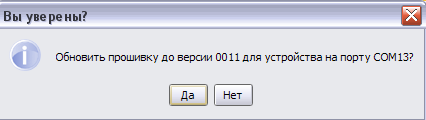 Вы уверены?
Обновить прошивку до версии 0011 для устройства на порту COM13?
Да
Нет